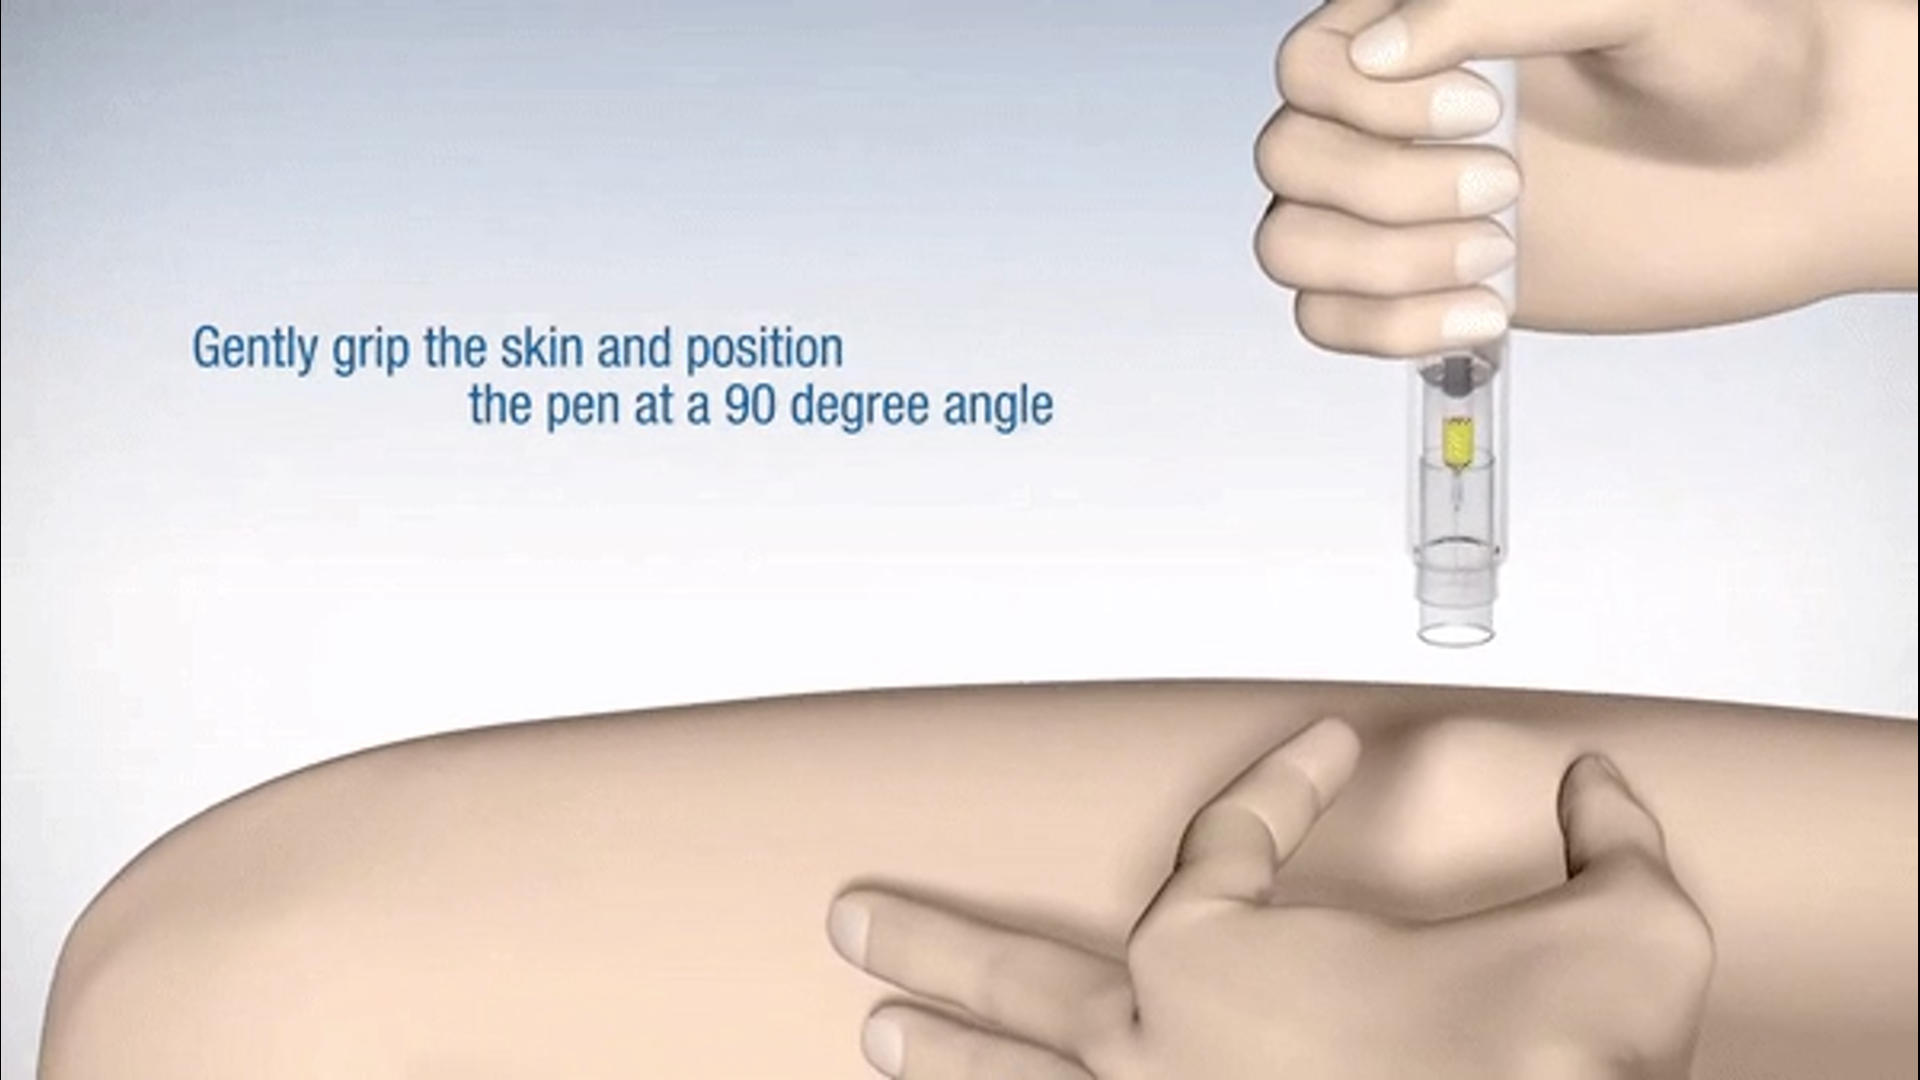 Gently grip the skin and position
the pen at a 90 degree angle